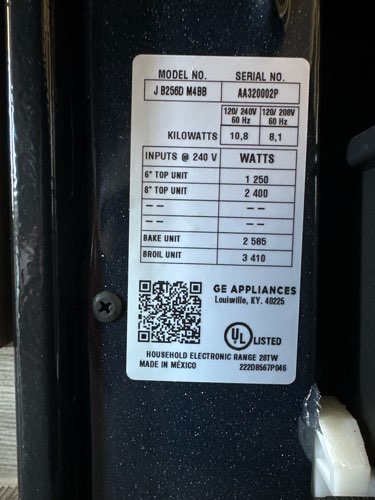 MODEL NO. SERIAL NO.
J B256D M4BB AA320002P
120/ 240V 120/ 208V
60 Hz 60 Hz
KILOWATTS 10,8 8,1
INPUTS @ 240 V WATTS
6" TOP UNIT 1 250
8" TOP UNIT 2 400
-- --
-- --
BAKE UNIT 2 585
BROIL UNIT 3 410
GE APPLIANCES
Louisville, KY. 40225
UL LISTED
HOUSEHOLD ELECTRONIC RANGE 28TW
MADE IN MÉXICO 222D8567P046